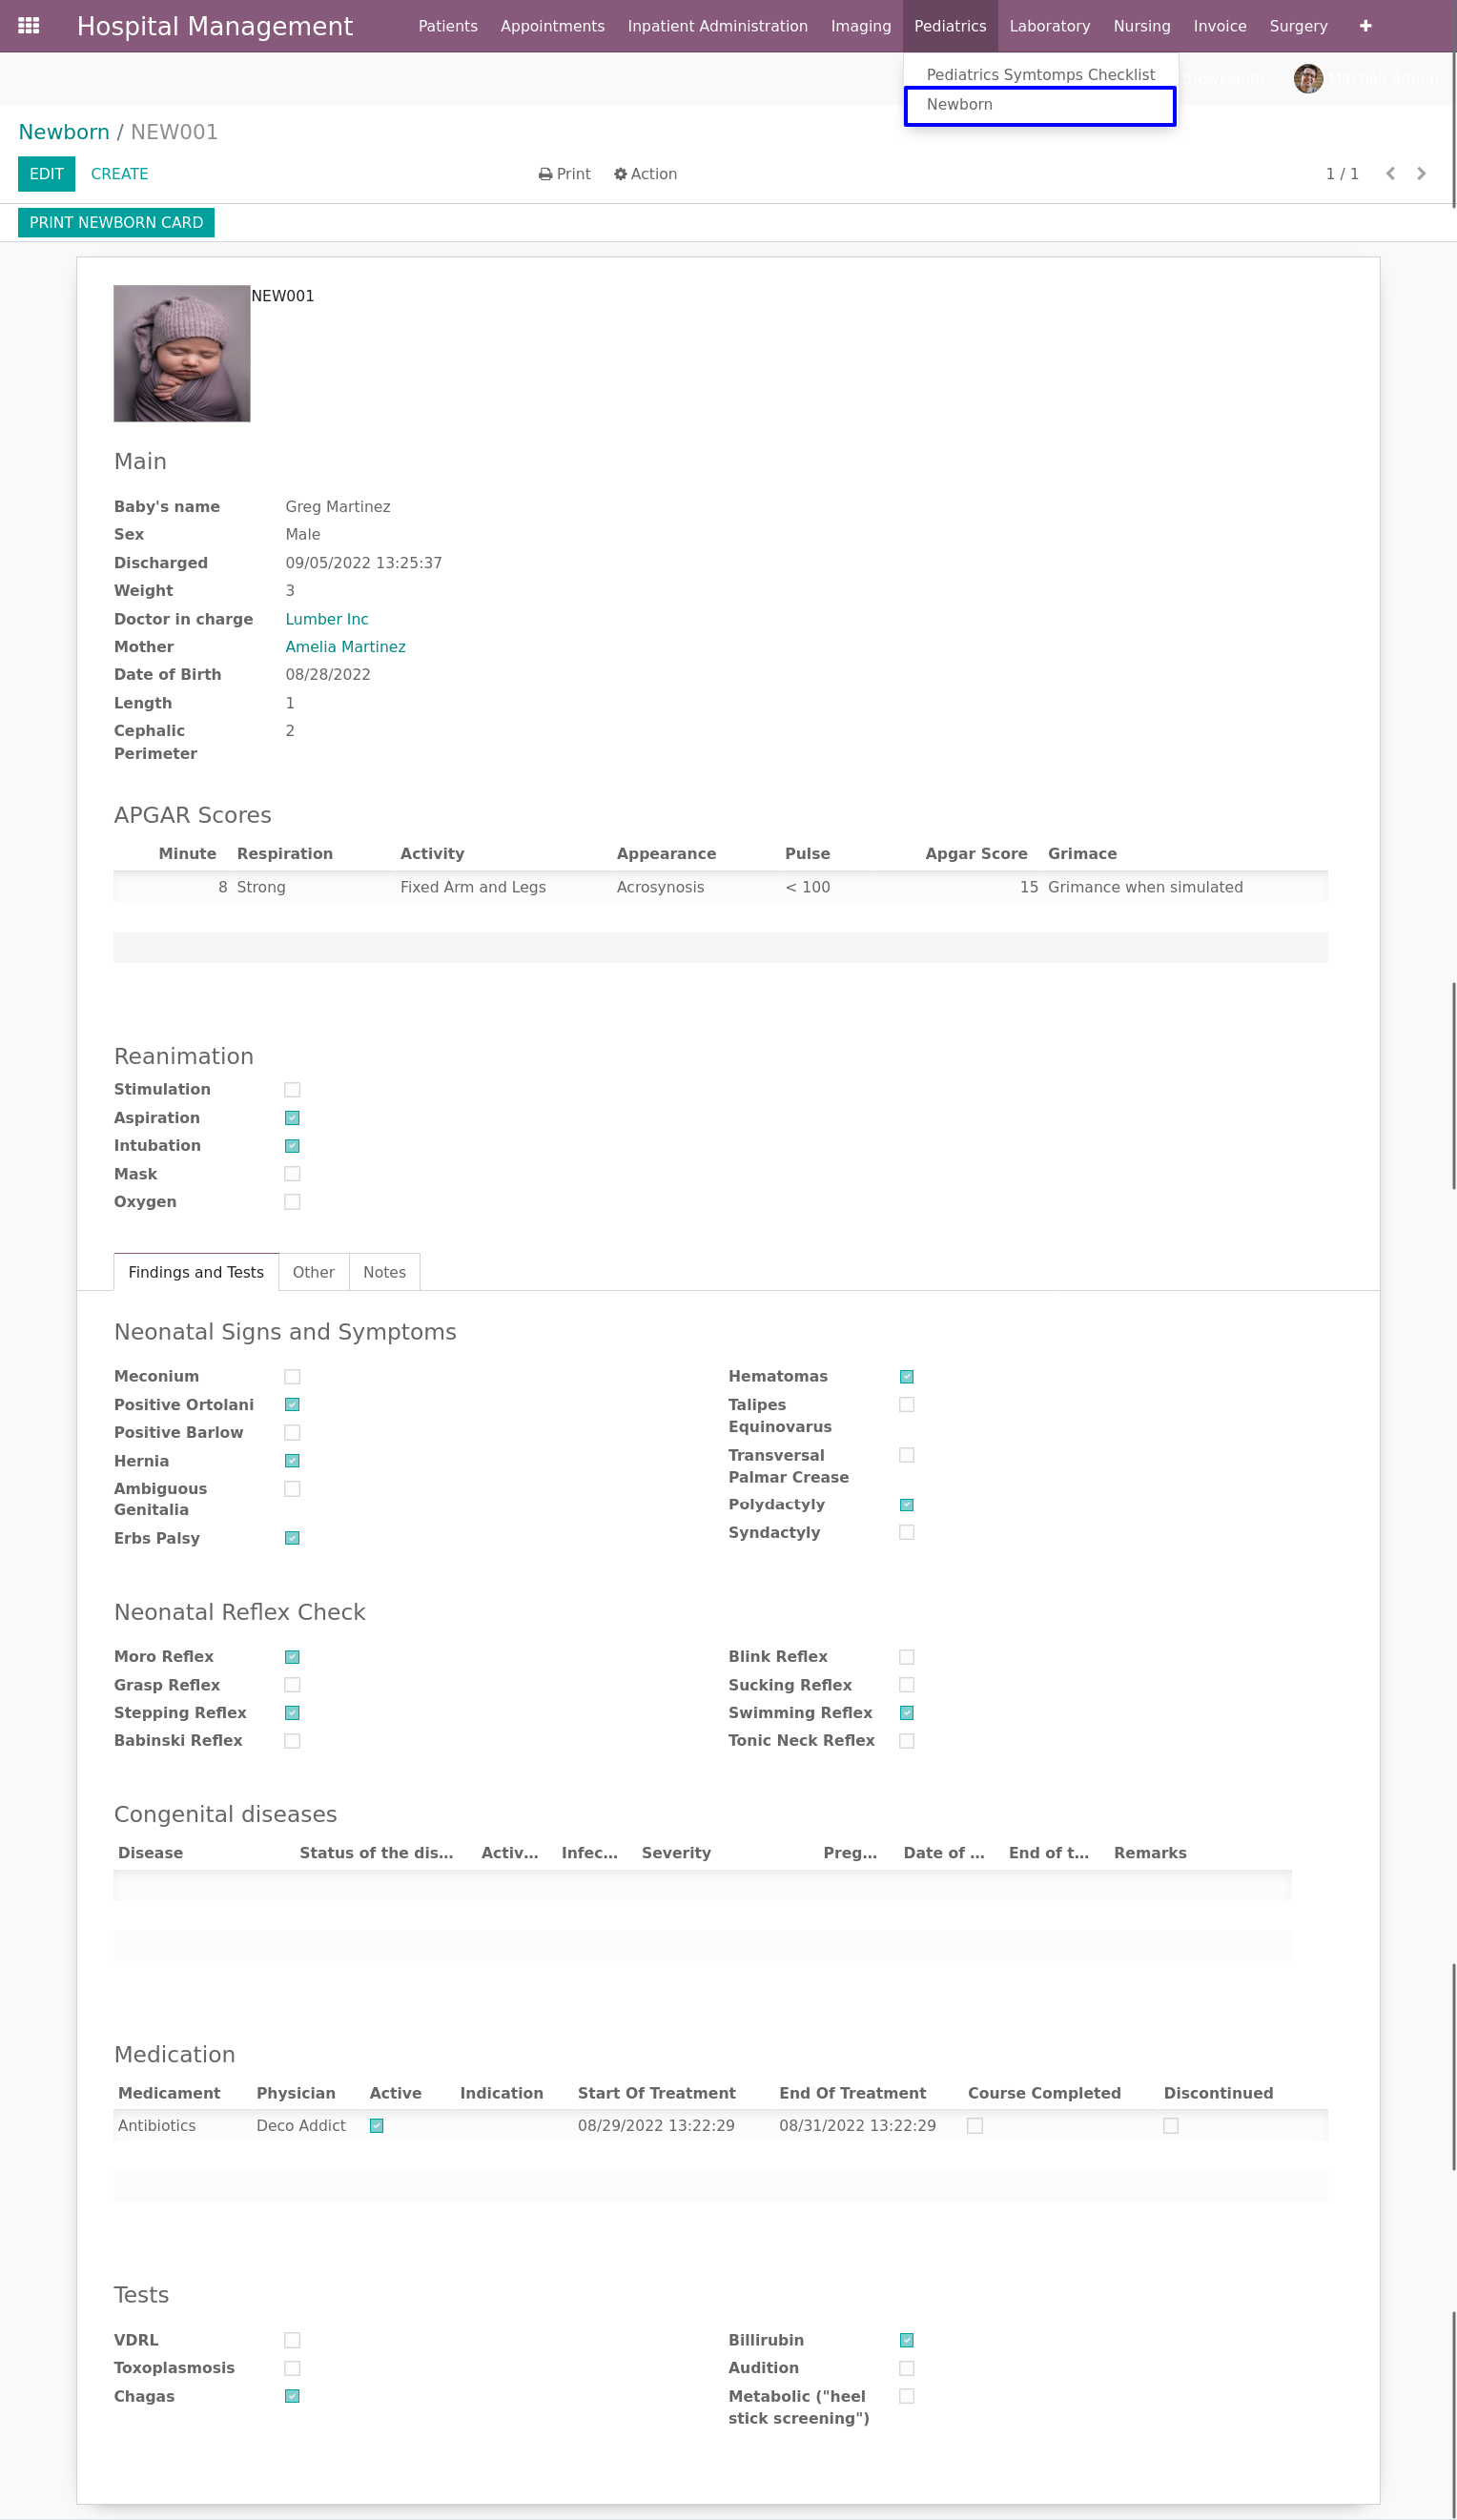 Hospital Management Patients Appointments Inpatient Administration Imaging Pediatrics Laboratory Nursing Invoice Surgery
Pediatrics Symtomps Checklist
Newborn
Newborn / NEW001
EDIT CREATE Print Action 1 / 1
PRINT NEWBORN CARD
NEW001
Main
Baby's name Greg Martinez
Sex Male
Discharged 09/05/2022 13:25:37
Weight 3
Doctor in charge Lumber Inc
Mother Amelia Martinez
Date of Birth 08/28/2022
Length 1
Cephalic 2
Perimeter
APGAR Scores
Minute Respiration Activity Appearance Pulse Apgar Score Grimace
8 Strong Fixed Arm and Legs Acrosynosis < 100 15 Grimance when simulated
Reanimation
Stimulation
Aspiration
Intubation
Mask
Oxygen
Findings and Tests Other Notes
Neonatal Signs and Symptoms
Meconium Hematomas
Positive Ortolani Talipes
Equinovarus
Positive Barlow
Hernia Transversal
Palmar Crease
Ambiguous Polydactyly
Genitalia
Erbs Palsy Syndactyly
Neonatal Reflex Check
Moro Reflex Blink Reflex
Grasp Reflex Sucking Reflex
Stepping Reflex Swimming Reflex
Babinski Reflex Tonic Neck Reflex
Congenital diseases
Disease Status of the dis... Activ... Infec... Severity Preg... Date of ... End of t... Remarks
Medication
Medicament Physician Active Indication Start Of Treatment End Of Treatment Course Completed Discontinued
Antibiotics Deco Addict 08/29/2022 13:22:29 08/31/2022 13:22:29
Tests
VDRL Billirubin
Toxoplasmosis Audition
Chagas Metabolic ("heel
stick screening")